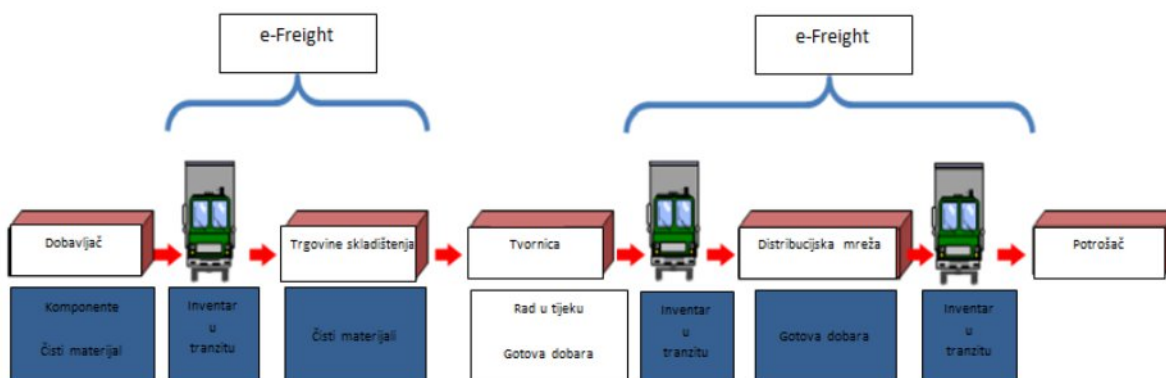 e-Freight
e-Freight
Dobavljač
Trgovine skladištenja
Tvornica
Distribucijska mreža
Potrošač
Komponente
Čisti materijal
Inventar
u
tranzitu
Čisti materijali
Rad u tijeku
Gotova dobara
Inventar
u
tranzitu
Gotova dobara
Inventar
u
tranzitu